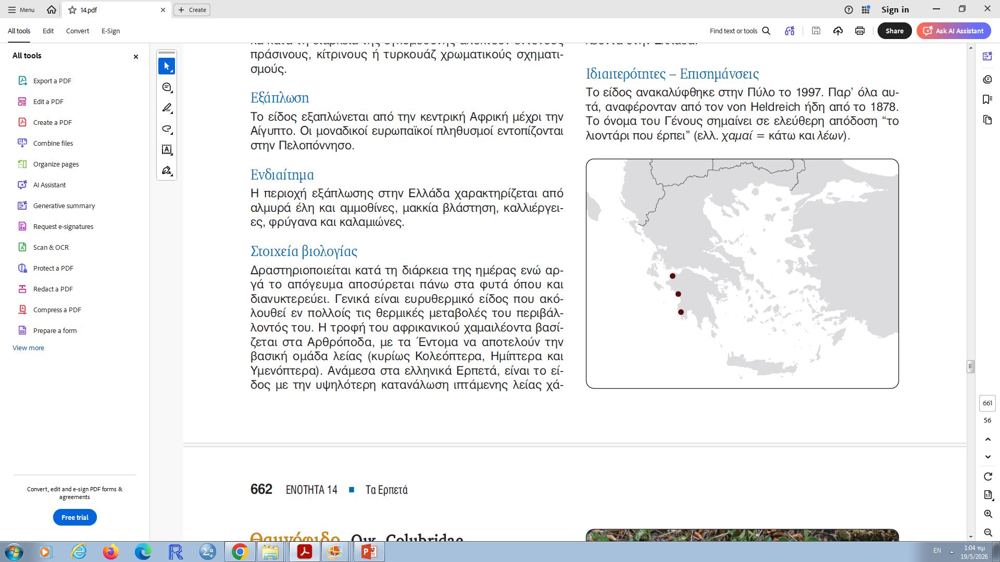 Menu
14.pdf
Create
Sign in
All tools
Edit
Convert
E-Sign
Find text or tools
Share
Ask AI Assistant
All tools
Export a PDF
Edit a PDF
Create a PDF
Combine files
Organize pages
AI Assistant
Generative summary
Request e-signatures
Scan & OCR
Protect a PDF
Redact a PDF
Compress a PDF
Prepare a form
View more
Convert, edit and e-sign PDF forms &
agreements
Free trial
πράσινους, κίτρινους ή τυρκουάζ χρωματικούς σχηματι-
σμούς.
Εξάπλωση
Το είδος εξαπλώνεται από την κεντρική Αφρική μέχρι την
Αίγυπτο. Οι μοναδικοί ευρωπαϊκοί πληθυσμοί εντοπίζονται
στην Πελοπόννησο.
Ενδιαίτημα
Η περιοχή εξάπλωσης στην Ελλάδα χαρακτηρίζεται από
αλμυρά έλη και αμμοθίνες, μακκία βλάστηση, καλλιέργει-
ες, φρύγανα και καλαμιώνες.
Στοιχεία βιολογίας
Δραστηριοποιείται κατά τη διάρκεια της ημέρας ενώ αρ-
γά το απόγευμα αποσύρεται πάνω στα φυτά όπου και
διανυκτερεύει. Γενικά είναι ευρυθερμικό είδος που ακό-
λουθεί εν πολλοίς τις θερμικές μεταβολές του περιβάλ-
λοντός του. Η τροφή του αφρικανικού χαμαιλέοντα βασί-
ζεται στα Αρθρόποδα, με τα Έντομα να αποτελούν την
βασική ομάδα λείας (κυρίως Κολεόπτερα, Ημίπτερα και
Υμενόπτερα). Ανάμεσα στα ελληνικά Ερπετά, είναι το εί-
δος με την υψηλότερη κατανάλωση ιπτάμενης λείας χά-
Ιδιαιτερότητες – Επισημάνσεις
Το είδος ανακαλύφθηκε στην Πύλο το 1997. Παρ’ όλα αυ-
τά, αναφέρονταν από τον von Heldreich ήδη από το 1878.
Το όνομα του Γένους σημαίνει σε ελεύθερη απόδοση “το
λιοντάρι που έρπει” (ελλ. χαμαί = κάτω και λέων).
662 ΕΝΟΤΗΤΑ 14 ■ Τα Ερπετά
Θαμνόφιδο Οικ. Colubridae
661
56
EN
1:04 πμ
19/5/2026